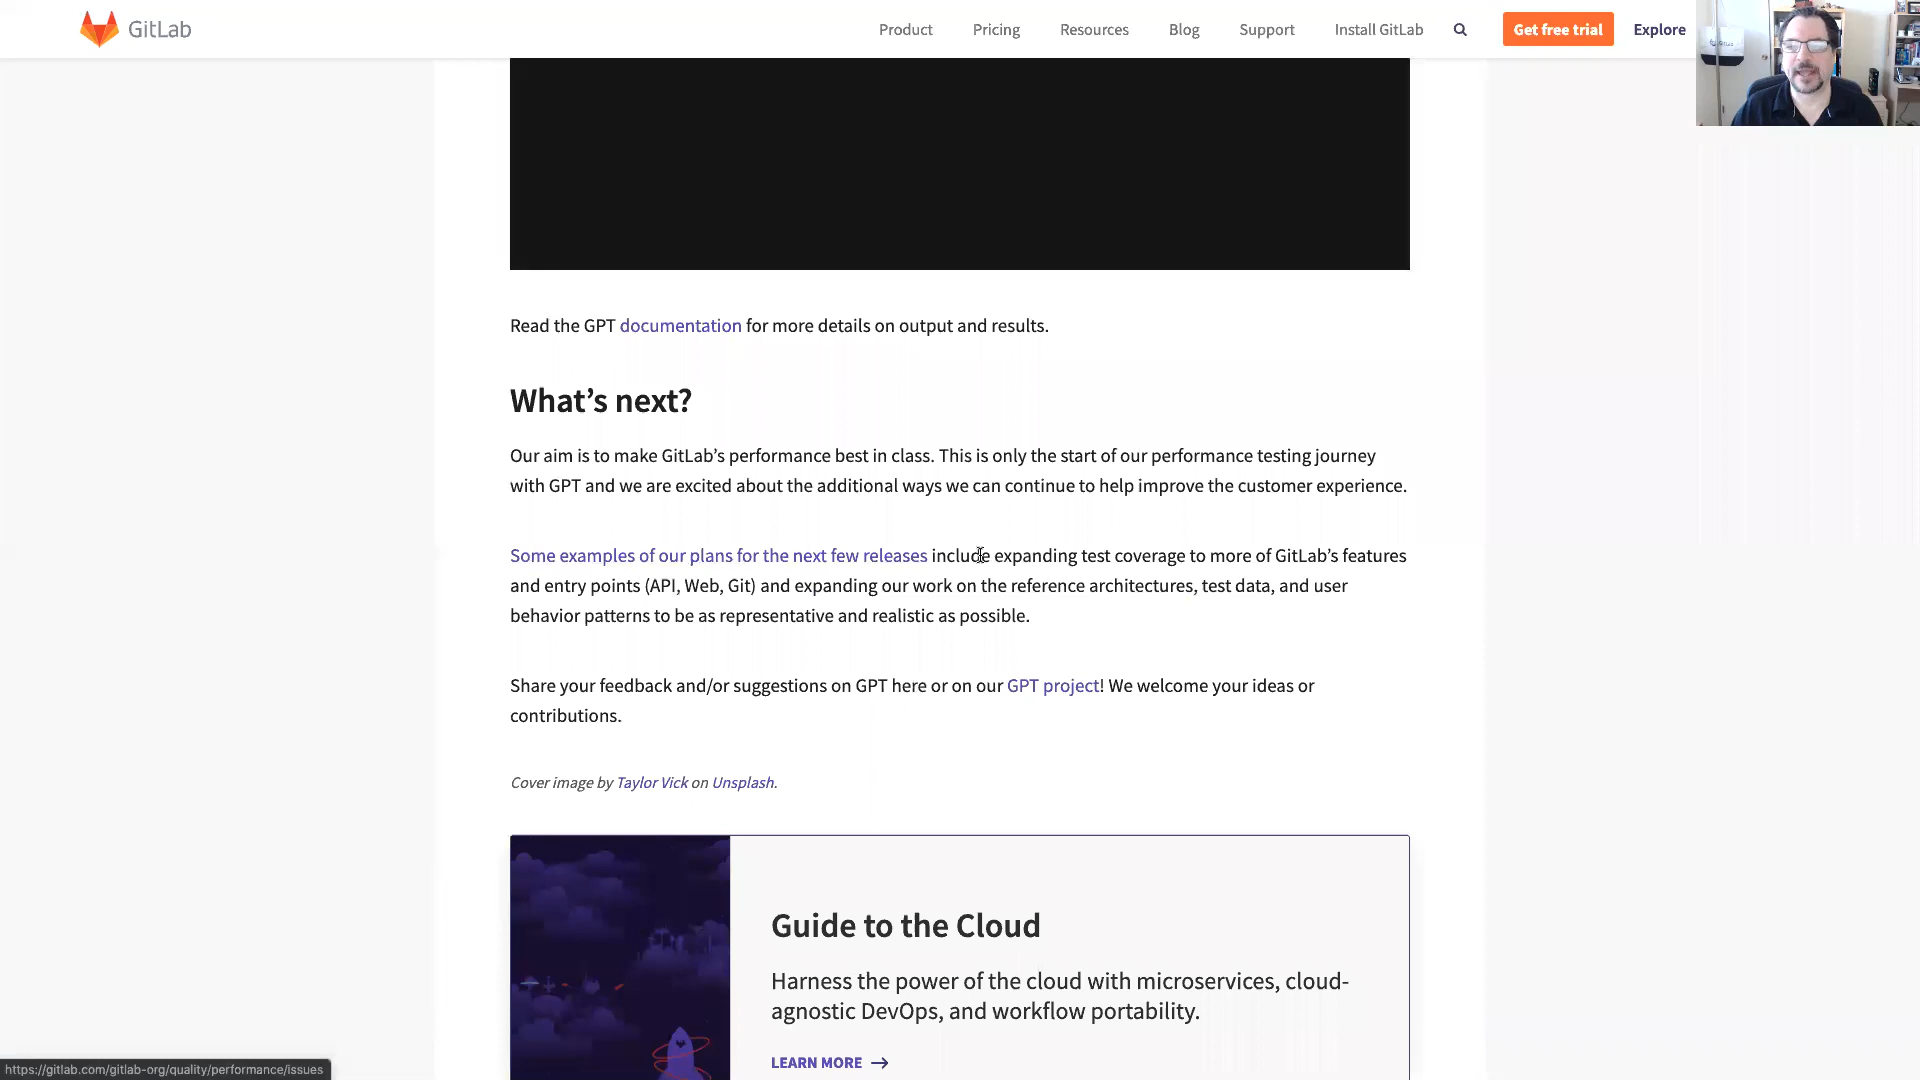 GitLab
Product
Pricing
Resources
Blog
Support
Install GitLab
Get free trial
Explore
Read the GPT documentation for more details on output and results.
What’s next?
Our aim is to make GitLab’s performance best in class. This is only the start of our performance testing journey
with GPT and we are excited about the additional ways we can continue to help improve the customer experience.
Some examples of our plans for the next few releases include expanding test coverage to more of GitLab’s features
and entry points (API, Web, Git) and expanding our work on the reference architectures, test data, and user
behavior patterns to be as representative and realistic as possible.
Share your feedback and/or suggestions on GPT here or on our GPT project! We welcome your ideas or
contributions.
Cover image by Taylor Vick on Unsplash.
Guide to the Cloud
Harness the power of the cloud with microservices, cloud-
agnostic DevOps, and workflow portability.
LEARN MORE
https://gitlab.com/gitlab-org/quality/performance/issues